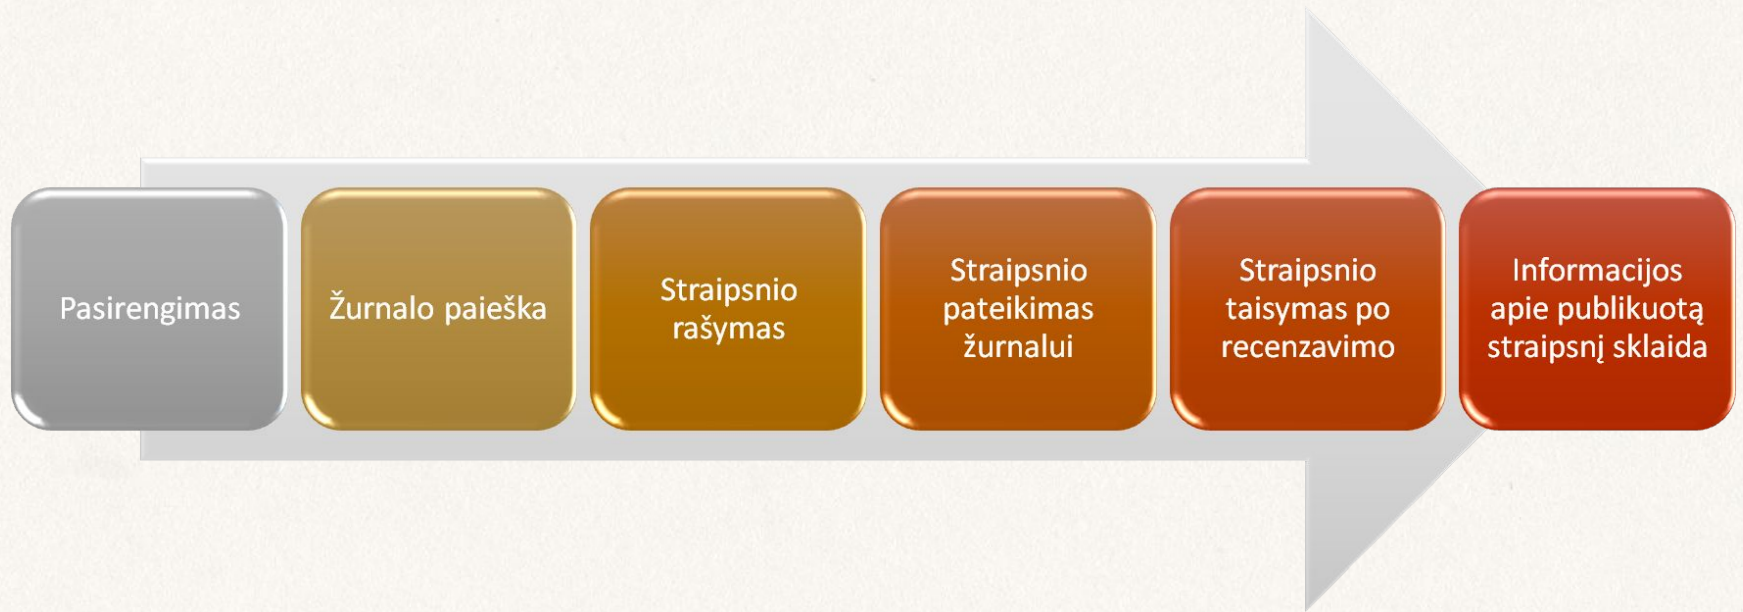 Pasirengimas
Žurnalo paieška
Straipsnio
rašymas
Straipsnio
pateikimas
žurnalui
Straipsnio
taisymas po
recenzavimo
Informacijos
apie publikuotą
straipsnį sklaida